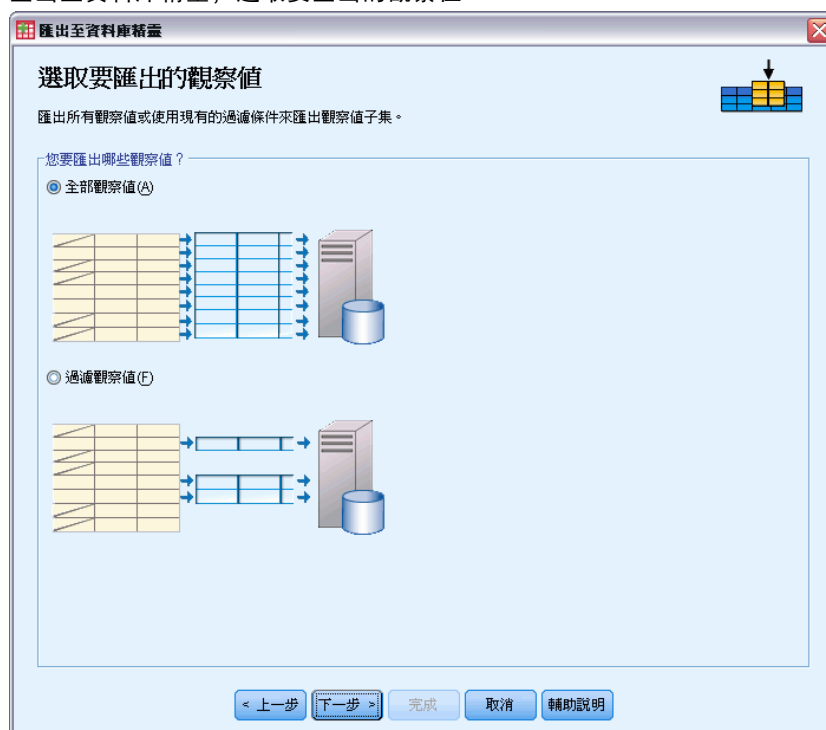 匯出至資料庫精靈
選取要匯出的觀察值
匯出所有觀察值或使用現有的過濾條件來匯出觀察值子集。
您要匯出哪些觀察值？
全部觀察值(A)
過濾觀察值(F)
< 上一步 下一步 > 完成 取消 輔助說明